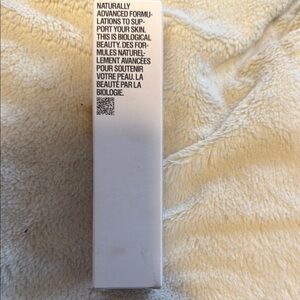 NATURALLY
ADVANCED FORMU-
LATIONS TO SUP-
PORT YOUR SKIN.
THIS IS BIOLOGICAL
BEAUTY. DES FOR-
MULES NATUREL-
LEMENT AVANCÉES
POUR SOUTENIR
VOTRE PEAU. LA
BEAUTÉ PAR LA
BIOLOGIE.